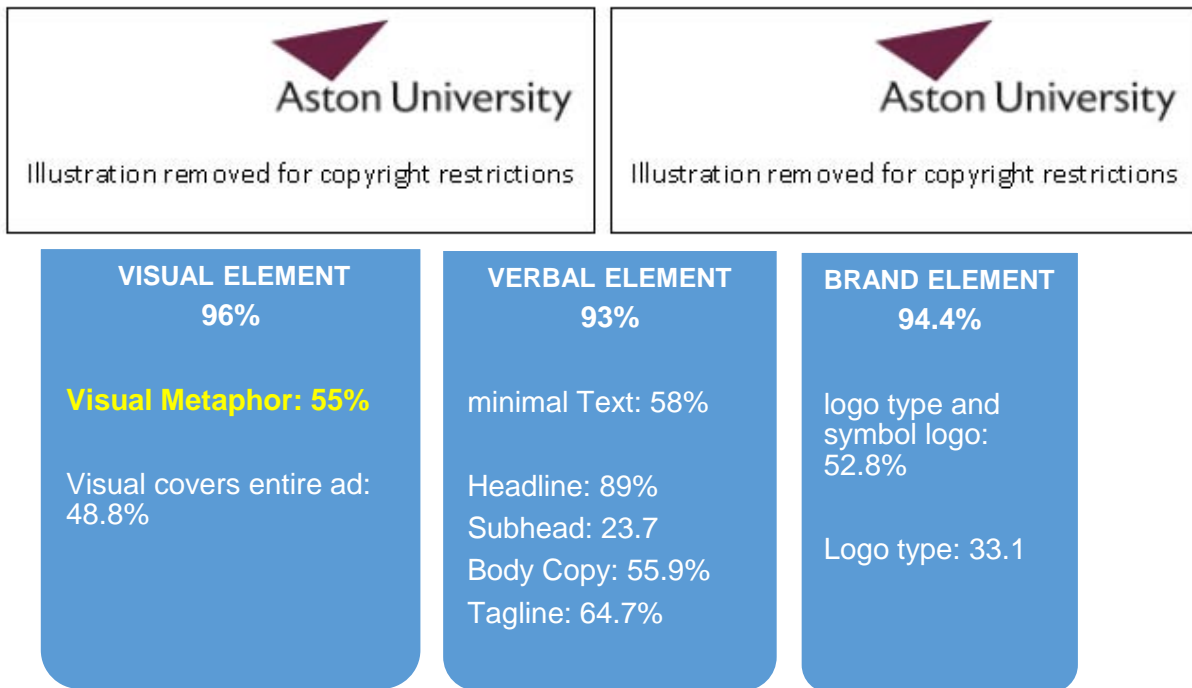 Aston University
Illustration removed for copyright restrictions
Aston University
Illustration removed for copyright restrictions
VISUAL ELEMENT
96%
Visual Metaphor: 55%
Visual covers entire ad:
48.8%
VERBAL ELEMENT
93%
minimal Text: 58%
Headline: 89%
Subhead: 23.7
Body Copy: 55.9%
Tagline: 64.7%
BRAND ELEMENT
94.4%
logo type and
symbol logo:
52.8%
Logo type: 33.1